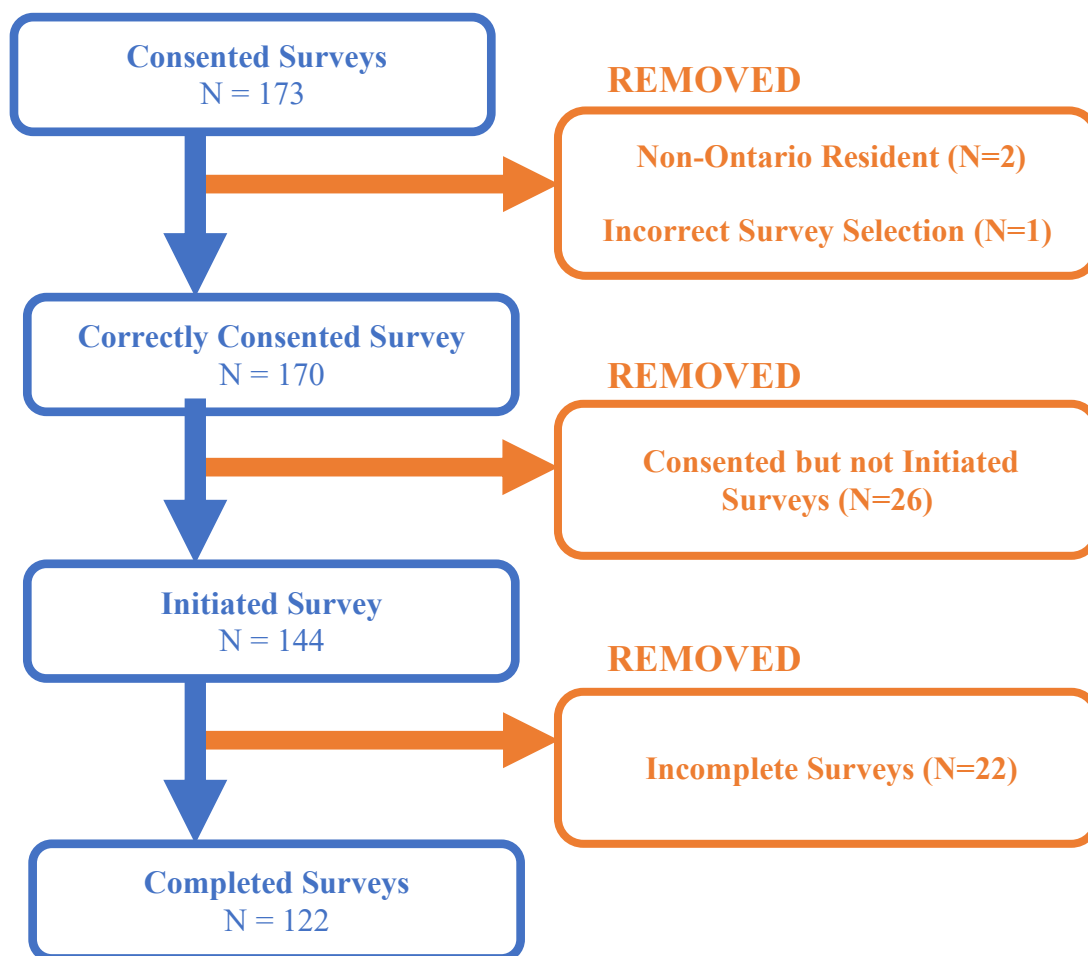 Consented Surveys
N = 173
REMOVED
Non-Ontario Resident (N=2)
Incorrect Survey Selection (N=1)
Correctly Consented Survey
N = 170
REMOVED
Consented but not Initiated
Surveys (N=26)
Initiated Survey
N = 144
REMOVED
Incomplete Surveys (N=22)
Completed Surveys
N = 122